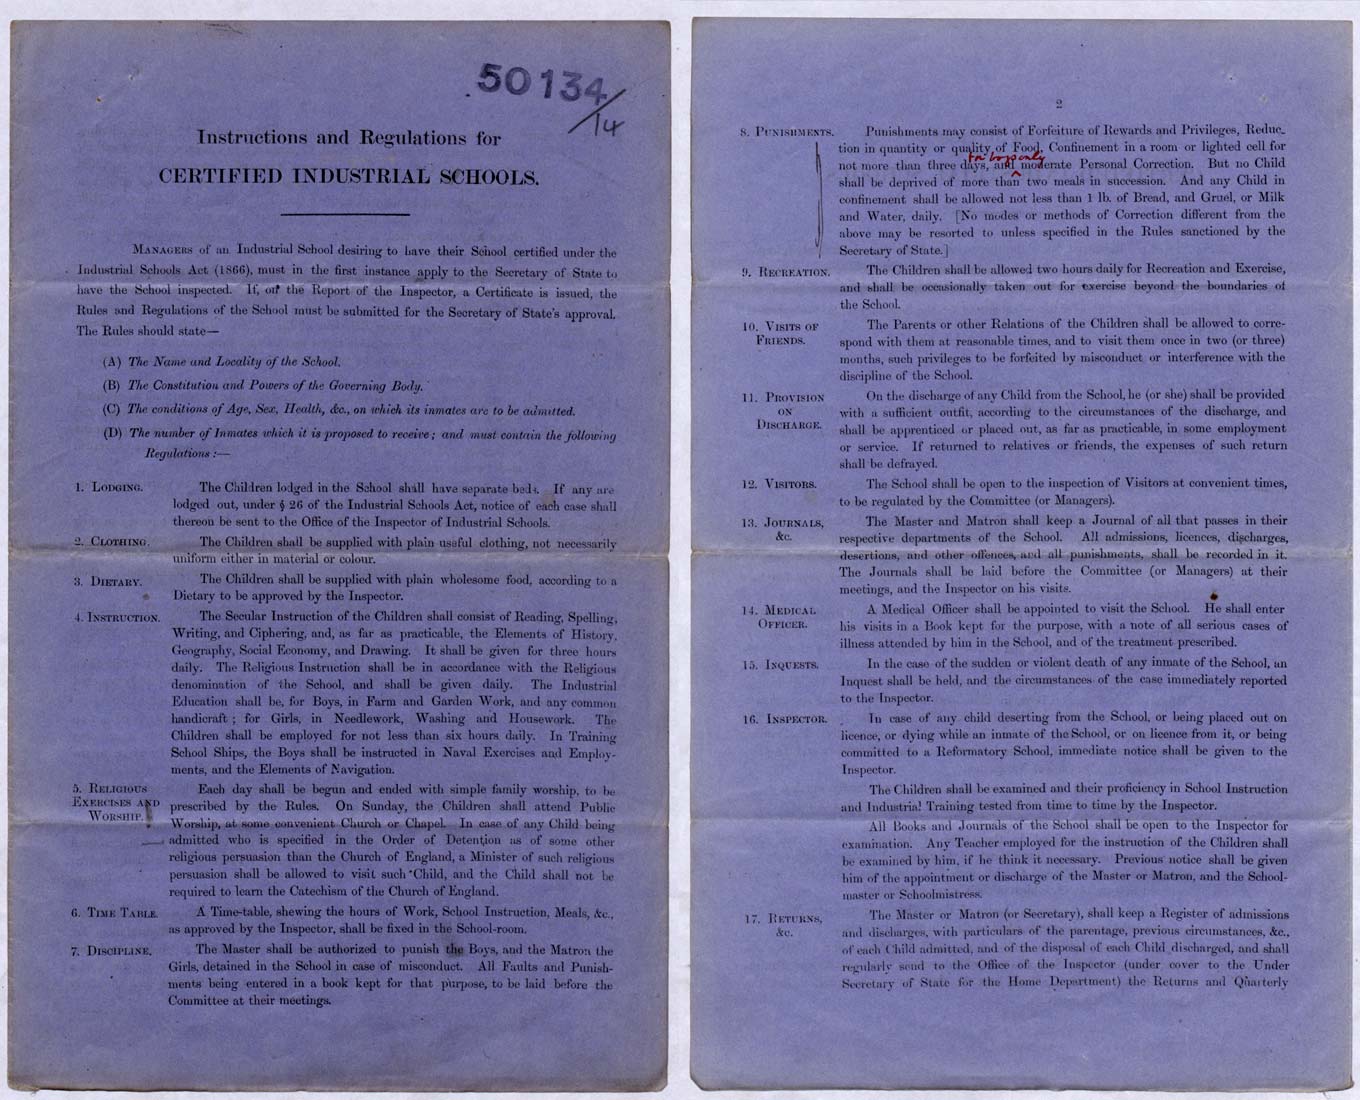 50134/14
Instructions and Regulations for
CERTIFIED INDUSTRIAL SCHOOLS.
MANAGERS of an Industrial School desiring to have their School certified under the
Industrial Schools Act (1866), must in the first instance apply to the Secretary of State to
have the School inspected. If, on the Report of the Inspector, a Certificate is issued, the
Rules and Regulations of the School must be submitted for the Secretary of State's approval.
The Rules should state—
(A) The Name and Locality of the School.
(B) The Constitution and Powers of the Governing Body.
(C) The conditions of Age, Sex, Health, &c., on which its inmates are to be admitted.
(D) The number of Inmates which it is proposed to receive; and must contain the following
Regulations :—
1. LODGING. The Children lodged in the School shall have separate beds. If any are
lodged out, under § 26 of the Industrial Schools Act, notice of each case shall
thereon be sent to the Office of the Inspector of Industrial Schools.
2. CLOTHING. The Children shall be supplied with plain useful clothing, not necessarily
uniform either in material or colour.
3. DIETARY. The Children shall be supplied with plain wholesome food, according to a
Dietary to be approved by the Inspector.
4. INSTRUCTION. The Secular Instruction of the Children shall consist of Reading, Spelling,
Writing, and Ciphering, and, as far as practicable, the Elements of History,
Geography, Social Economy, and Drawing. It shall be given for three hours
daily. The Religious Instruction shall be in accordance with the Religious
denomination of the School, and shall be given daily. The Industrial
Education shall be, for Boys, in Farm and Garden Work, and any common
handicraft; for Girls, in Needlework, Washing and Housework. The
Children shall be employed for not less than six hours daily. In Training
School Ships, the Boys shall be instructed in Naval Exercises and Employ-
ments, and the Elements of Navigation.
5. RELIGIOUS EXERCISES AND WORSHIP. Each day shall be begun and ended with simple family worship, to be
prescribed by the Rules. On Sunday, the Children shall attend Public
Worship, at some convenient Church or Chapel. In case of any Child being
admitted who is specified in the Order of Detention as of some other
religious persuasion than the Church of England, a Minister of such religious
persuasion shall be allowed to visit such Child, and the Child shall not be
required to learn the Catechism of the Church of England.
6. TIME TABLE. A Time-table, shewing the hours of Work, School Instruction, Meals, &c.,
as approved by the Inspector, shall be fixed in the School-room.
7. DISCIPLINE. The Master shall be authorized to punish the Boys, and the Matron the
Girls, detained in the School in case of misconduct. All Faults and Punish-
ments being entered in a book kept for that purpose, to be laid before the
Committee at their meetings.
2
8. PUNISHMENTS. Punishments may consist of Forfeiture of Rewards and Privileges, Reduc-
tion in quantity or quality of Food, Confinement in a room or lighted cell for
for boys only
not more than three days, and moderate Personal Correction. But no Child
shall be deprived of more than two meals in succession. And any Child in
confinement shall be allowed not less than 1 lb. of Bread, and Gruel, or Milk
and Water, daily. [No modes or methods of Correction different from the
above may be resorted to unless specified in the Rules sanctioned by the
Secretary of State.]
9. RECREATION. The Children shall be allowed two hours daily for Recreation and Exercise,
and shall be occasionally taken out for exercise beyond the boundaries of
the School.
10. VISITS OF FRIENDS. The Parents or other Relations of the Children shall be allowed to corre-
spond with them at reasonable times, and to visit them once in two (or three)
months, such privileges to be forfeited by misconduct or interference with the
discipline of the School.
11. PROVISION ON DISCHARGE. On the discharge of any Child from the School, he (or she) shall be provided
with a sufficient outfit, according to the circumstances of the discharge, and
shall be apprenticed or placed out, as far as practicable, in some employment
or service. If returned to relatives or friends, the expenses of such return
shall be defrayed.
12. VISITORS. The School shall be open to the inspection of Visitors at convenient times,
to be regulated by the Committee (or Managers).
13. JOURNALS, &c. The Master and Matron shall keep a Journal of all that passes in their
respective departments of the School. All admissions, licences, discharges,
desertions, and other offences, and all punishments, shall be recorded in it.
The Journals shall be laid before the Committee (or Managers) at their
meetings, and the Inspector on his visits.
14. MEDICAL OFFICER. A Medical Officer shall be appointed to visit the School. He shall enter
his visits in a Book kept for the purpose, with a note of all serious cases of
illness attended by him in the School, and of the treatment prescribed.
15. INQUESTS. In the case of the sudden or violent death of any inmate of the School, an
Inquest shall be held, and the circumstances of the case immediately reported
to the Inspector.
16. INSPECTOR. In case of any child deserting from the School, or being placed out on
licence, or dying while an inmate of the School, or on licence from it, or being
committed to a Reformatory School, immediate notice shall be given to the
Inspector.
The Children shall be examined and their proficiency in School Instruction
and Industrial Training tested from time to time by the Inspector.
All Books and Journals of the School shall be open to the Inspector for
examination. Any Teacher employed for the instruction of the Children shall
be examined by him, if he think it necessary. Previous notice shall be given
him of the appointment or discharge of the Master or Matron, and the School-
master or Schoolmistress.
17. RETURNS, &c. The Master or Matron (or Secretary), shall keep a Register of admissions
and discharges, with particulars of the parentage, previous circumstances, &c.,
of each Child admitted, and of the disposal of each Child discharged, and shall
regularly send to the Office of the Inspector (under cover to the Under
Secretary of State for the Home Department) the Returns and Quarterly